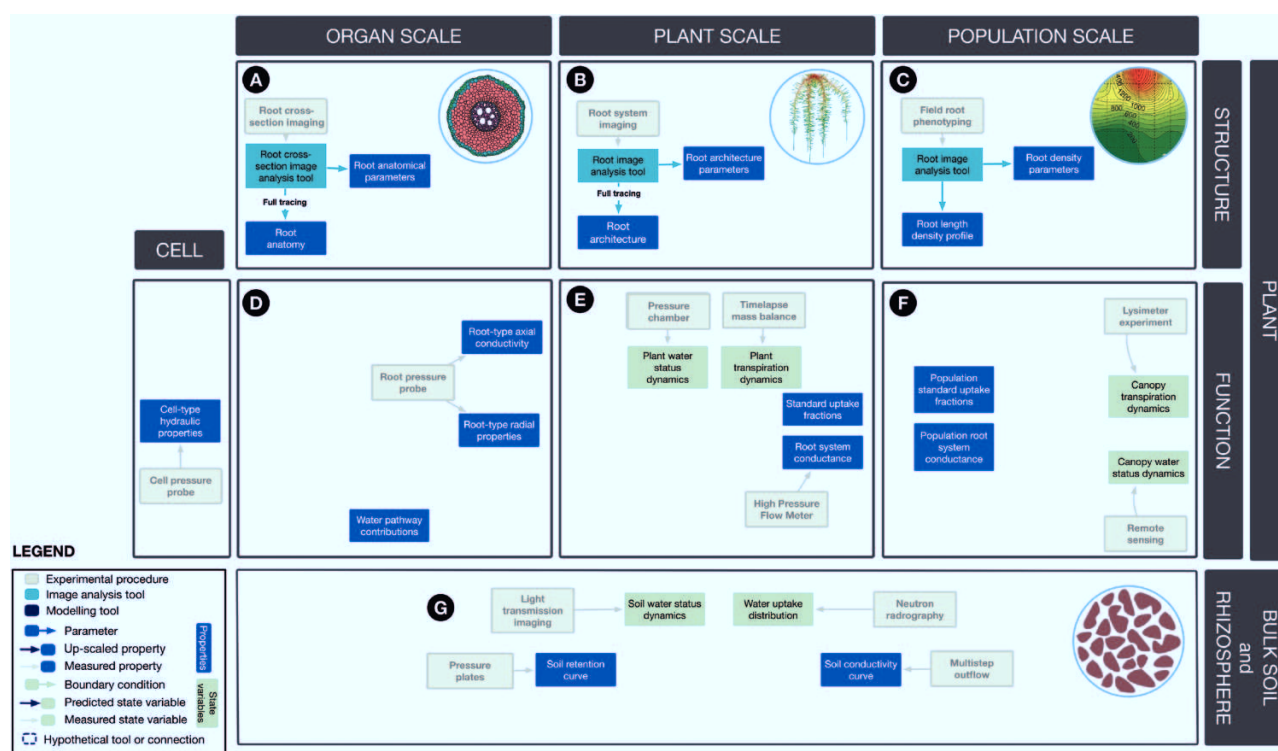 ORGAN SCALE
PLANT SCALE
POPULATION SCALE
A
Root cross-
section imaging
Root cross-
section image
analysis tool
Root anatomical
parameters
Full tracing
Root
anatomy
B
Root system
imaging
Root image
analysis tool
Root architecture
parameters
Full tracing
Root
architecture
C
Field root
phenotyping
Root image
analysis tool
Root density
parameters
Root length
density profile
STRUCTURE
PLANT
CELL
Cell-type
hydraulic
properties
Cell pressure
probe
D
Root-type axial
conductivity
Root pressure
probe
Root-type radial
properties
Water pathway
contributions
E
Pressure
chamber
Timelapse
mass balance
Plant water
status
dynamics
Plant
transpiration
dynamics
Standard uptake
fractions
Root system
conductance
High Pressure
Flow Meter
F
Lysimeter
experiment
Population
standard uptake
fractions
Canopy
transpiration
dynamics
Population root
system
conductance
Canopy water
status dynamics
Remote
sensing
FUNCTION
LEGEND
Experimental procedure
Image analysis tool
Modelling tool
Parameter
Up-scaled property
Measured property
Properties
Boundary condition
Predicted state variable
Measured state variable
State
variables
Hypothetical tool or connection
G
Light
transmission
imaging
Soil water status
dynamics
Water uptake
distribution
Neutron
radiography
Pressure
plates
Soil retention
curve
Soil conductivity
curve
Multistep
outflow
BULK SOIL
and
RHIZOSPHERE